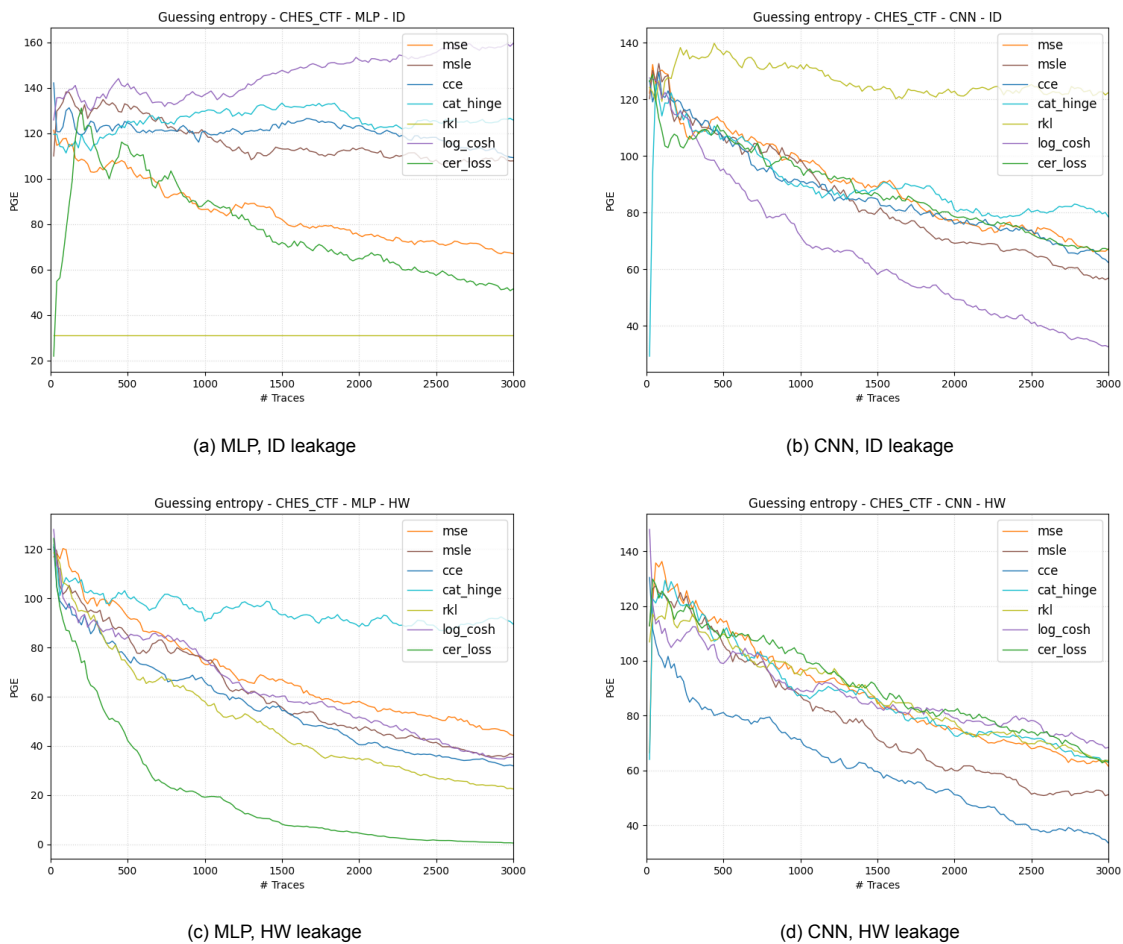 Guessing entropy - CHES_CTF - MLP - ID
160
140
120
100
80
60
40
20
PGE
0
500
1000
1500
2000
2500
3000
# Traces
mse
msle
cce
cat_hinge
rkl
log_cosh
cer_loss
(a) MLP, ID leakage
Guessing entropy - CHES_CTF - CNN - ID
140
120
100
80
60
40
PGE
0
500
1000
1500
2000
2500
3000
# Traces
mse
msle
cce
cat_hinge
rkl
log_cosh
cer_loss
(b) CNN, ID leakage
Guessing entropy - CHES_CTF - MLP - HW
120
100
80
60
40
20
0
PGE
0
500
1000
1500
2000
2500
3000
# Traces
mse
msle
cce
cat_hinge
rkl
log_cosh
cer_loss
(c) MLP, HW leakage
Guessing entropy - CHES_CTF - CNN - HW
140
120
100
80
60
40
PGE
0
500
1000
1500
2000
2500
3000
# Traces
mse
msle
cce
cat_hinge
rkl
log_cosh
cer_loss
(d) CNN, HW leakage